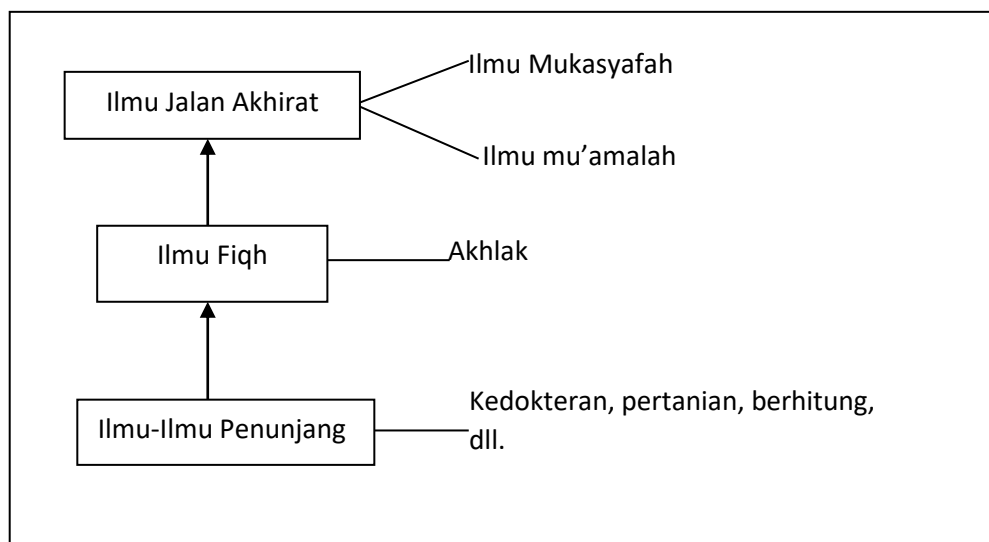 Ilmu Mukasyafah
Ilmu Jalan Akhirat
Ilmu mu’amalah
Ilmu Fiqh
Akhlak
Kedokteran, pertanian, berhitung,
dll.
Ilmu-Ilmu Penunjang